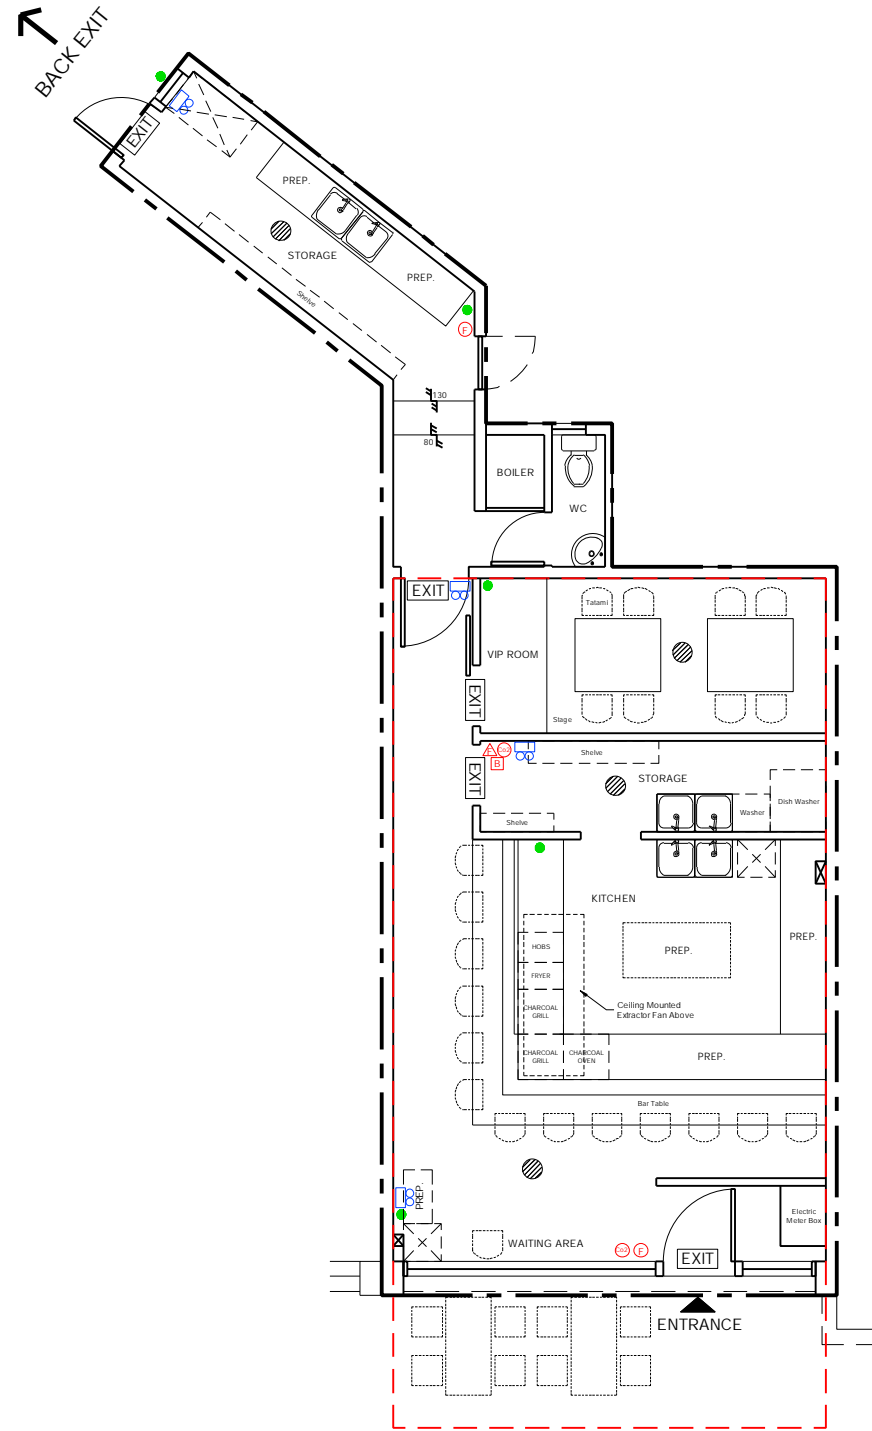 BACK EXIT
EXIT
PREP.
STORAGE
PREP.
Shelve
F
130
80
BOILER
WC
EXIT
Tatami
VIP ROOM
EXIT
Stage
F
Co2
B
Shelve
EXIT
STORAGE
Dish Washer
Washer
Shelve
KITCHEN
HOBS
PREP.
PREP.
FRYER
Ceiling Mounted
Extractor Fan Above
CHARCOAL
GRILL
CHARCOAL
GRILL
CHARCOAL
OVEN
PREP.
Bar Table
PREP.
Electric
Meter Box
WAITING AREA
Co2
F
EXIT
ENTRANCE